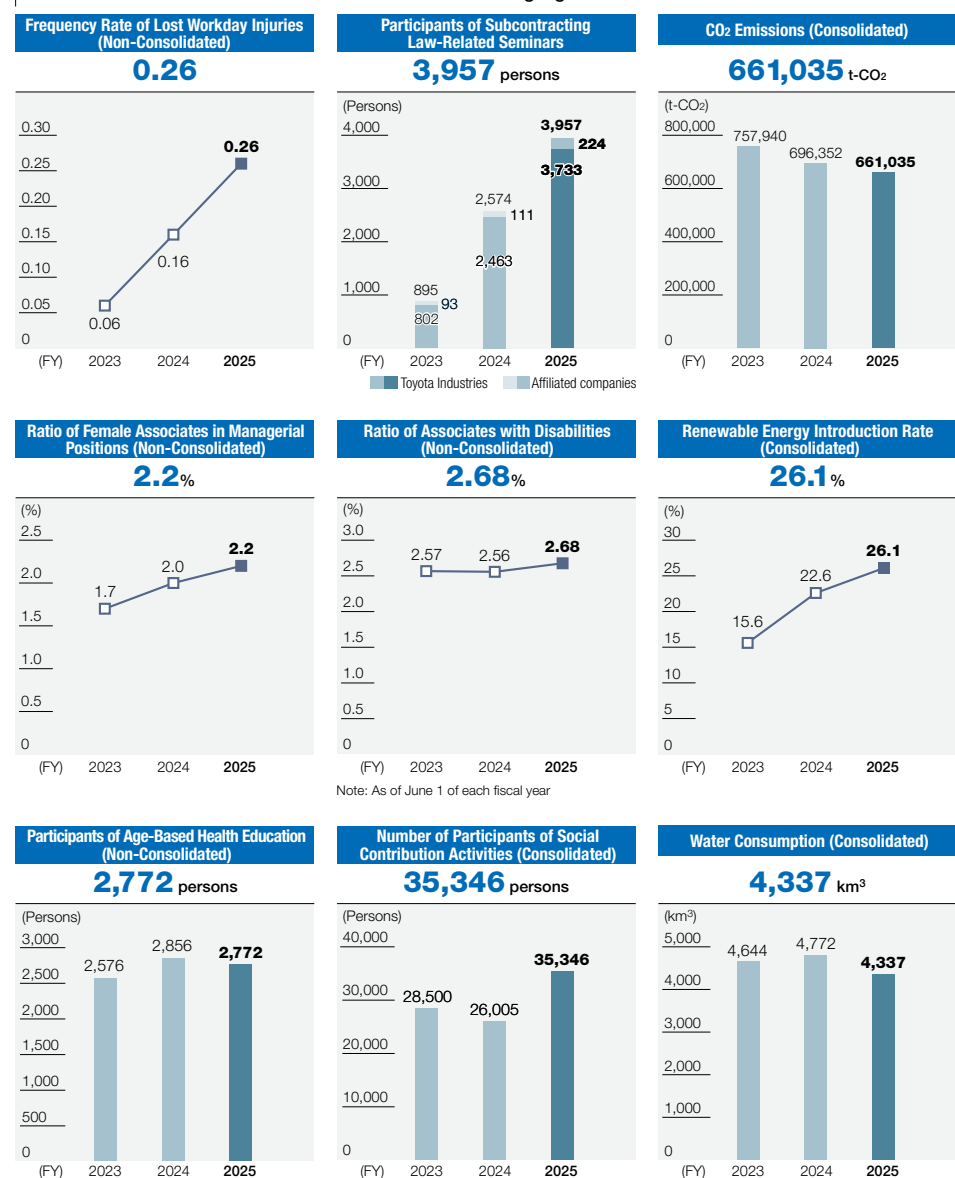 Frequency Rate of Lost Workday Injuries
(Non-Consolidated)
0.26
0.30
0.25
0.20
0.15
0.10
0.05
0
0.06
0.16
0.26
(FY) 2023 2024 2025
Participants of Subcontracting
Law-Related Seminars
3,957 persons
(Persons)
4,000
3,000
2,000
1,000
0
895
93
802
2,574
111
2,463
3,957
224
3,733
(FY) 2023 2024 2025
Toyota Industries Affiliated companies
CO2 Emissions (Consolidated)
661,035 t-CO2
(t-CO2)
800,000
600,000
400,000
200,000
0
757,940
696,352
661,035
(FY) 2023 2024 2025
Ratio of Female Associates in Managerial
Positions (Non-Consolidated)
2.2%
(%)
2.5
2.0
1.5
1.0
0.5
0
1.7
2.0
2.2
(FY) 2023 2024 2025
Ratio of Associates with Disabilities
(Non-Consolidated)
2.68%
(%)
3.0
2.5
2.0
1.5
1.0
0.5
0
2.57
2.56
2.68
(FY) 2023 2024 2025
Note: As of June 1 of each fiscal year
Renewable Energy Introduction Rate
(Consolidated)
26.1%
(%)
30
25
20
15
10
5
0
15.6
22.6
26.1
(FY) 2023 2024 2025
Participants of Age-Based Health Education
(Non-Consolidated)
2,772 persons
(Persons)
3,000
2,500
2,000
1,500
1,000
500
0
2,576
2,856
2,772
(FY) 2023 2024 2025
Number of Participants of Social
Contribution Activities (Consolidated)
35,346 persons
(Persons)
40,000
30,000
20,000
10,000
0
28,500
26,005
35,346
(FY) 2023 2024 2025
Water Consumption (Consolidated)
4,337 km³
(km³)
5,000
4,000
3,000
2,000
1,000
0
4,644
4,772
4,337
(FY) 2023 2024 2025